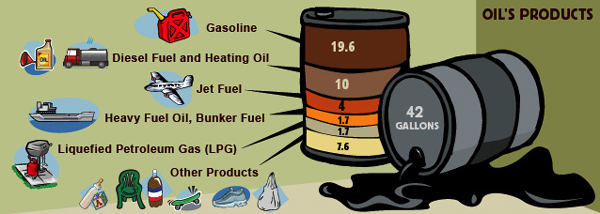 OIL'S PRODUCTS
Gasoline
19.6
Diesel Fuel and Heating Oil
10
OIL
Jet Fuel
4
Heavy Fuel Oil, Bunker Fuel
1.7
Liquefied Petroleum Gas (LPG)
1.7
Other Products
7.6
42
GALLONS